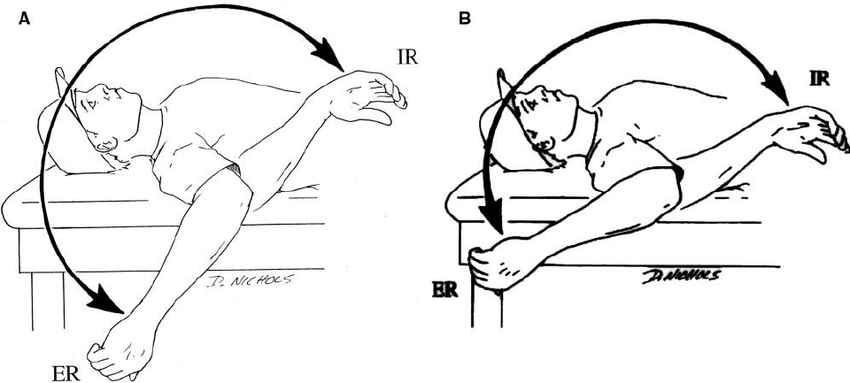 A
IR
D. NICHOLS
ER
B
IR
D. NICHOLS
ER